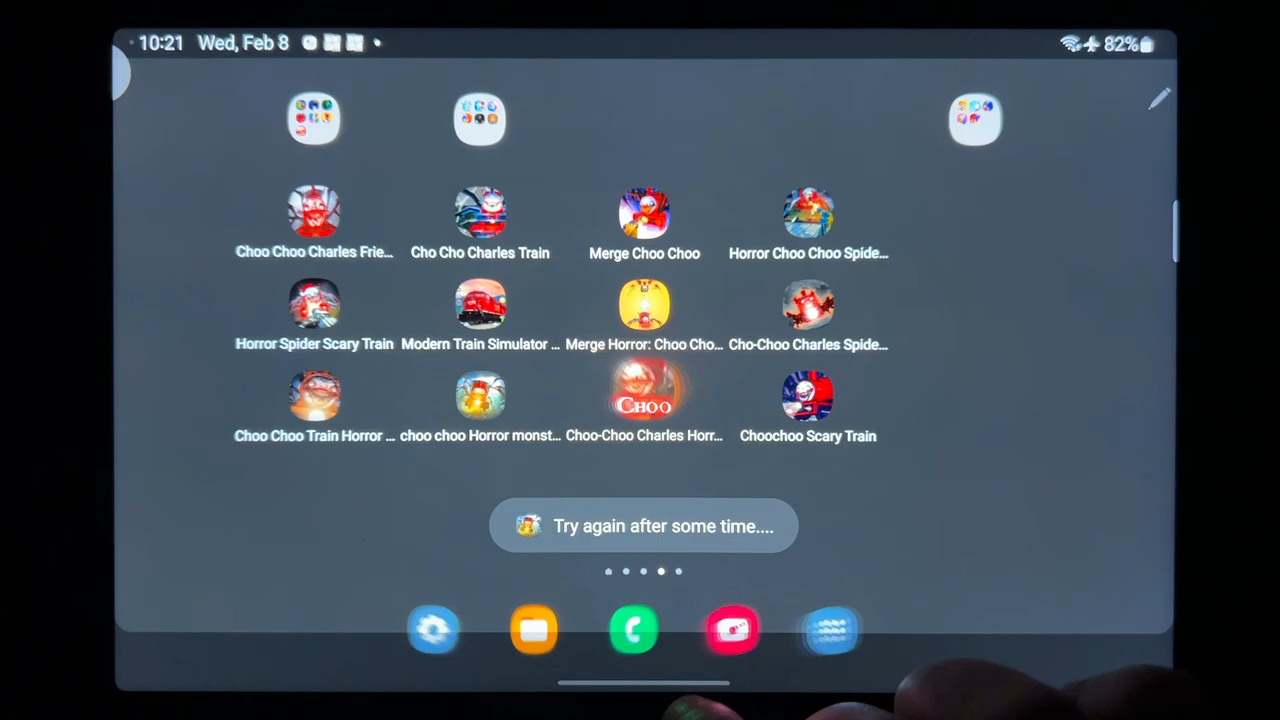 10:21 Wed, Feb 8 82%
Choo Choo Charles Frie... Cho Cho Charles Train Merge Choo Choo Horror Choo Choo Spide...
Horror Spider Scary Train Modern Train Simulator ... Merge Horror: Choo Cho... Cho-Choo Charles Spide...
CHOO
Choo Choo Train Horror ... choo choo Horror monst... Choo-Choo Charles Horr... Choochoo Scary Train
Try again after some time....